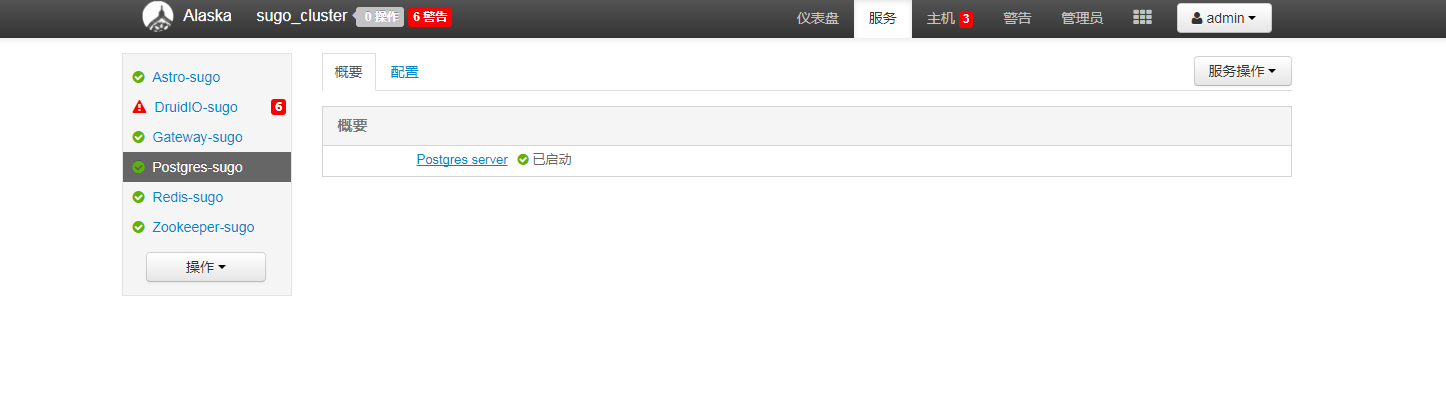 Alaska sugo_cluster 0 操作 6 警告 仪表盘 服务 主机 3 警告 管理员 admin
Astro-sugo
DruidIO-sugo 6
Gateway-sugo
Postgres-sugo
Redis-sugo
Zookeeper-sugo
操作
概要 配置 服务操作
概要
Postgres server 已启动